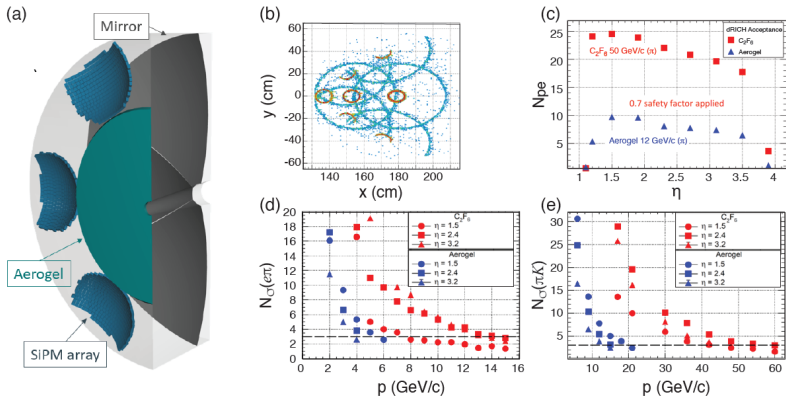 (a)
Mirror
Aerogel
SiPM array
(b)
y (cm)
60
40
20
0
-20
-40
-60
140 160 180 200
x (cm)
(c)
Npe
25
20
15
10
5
0
dRICH Acceptance
C₂F₆
Aerogel
C₂F₆ 50 GeV/c (π)
0.7 safety factor applied
Aerogel 12 GeV/c (π)
1 1.5 2 2.5 3 3.5 4
η
(d)
Nσ(eπ)
20
18
16
14
12
10
8
6
4
2
0
C₂F₆
η = 1.5
η = 2.4
η = 3.2
Aerogel
η = 1.5
η = 2.4
η = 3.2
0 2 4 6 8 10 12 14 16
p (GeV/c)
(e)
Nσ(πK)
30
25
20
15
10
5
0
C₂F₆
η = 1.5
η = 2.4
η = 3.2
Aerogel
η = 1.5
η = 2.4
η = 3.2
10 20 30 40 50 60
p (GeV/c)